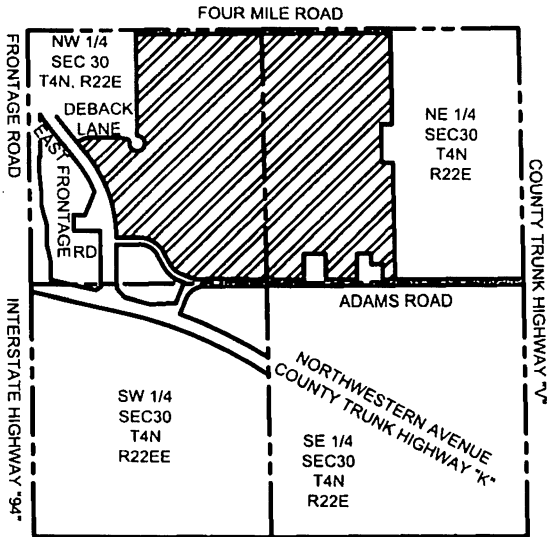 FOUR MILE ROAD
NW 1/4
SEC 30
T4N, R22E
DEBACK
LANE
FRONTAGE ROAD
EAST FRONTAGE
RD
NE 1/4
SEC30
T4N
R22E
COUNTY TRUNK HIGHWAY "V"
ADAMS ROAD
INTERSTATE HIGHWAY "94"
NORTHWESTERN AVENUE
COUNTY TRUNK HIGHWAY "K"
SW 1/4
SEC30
T4N
R22EE
SE 1/4
SEC30
T4N
R22E